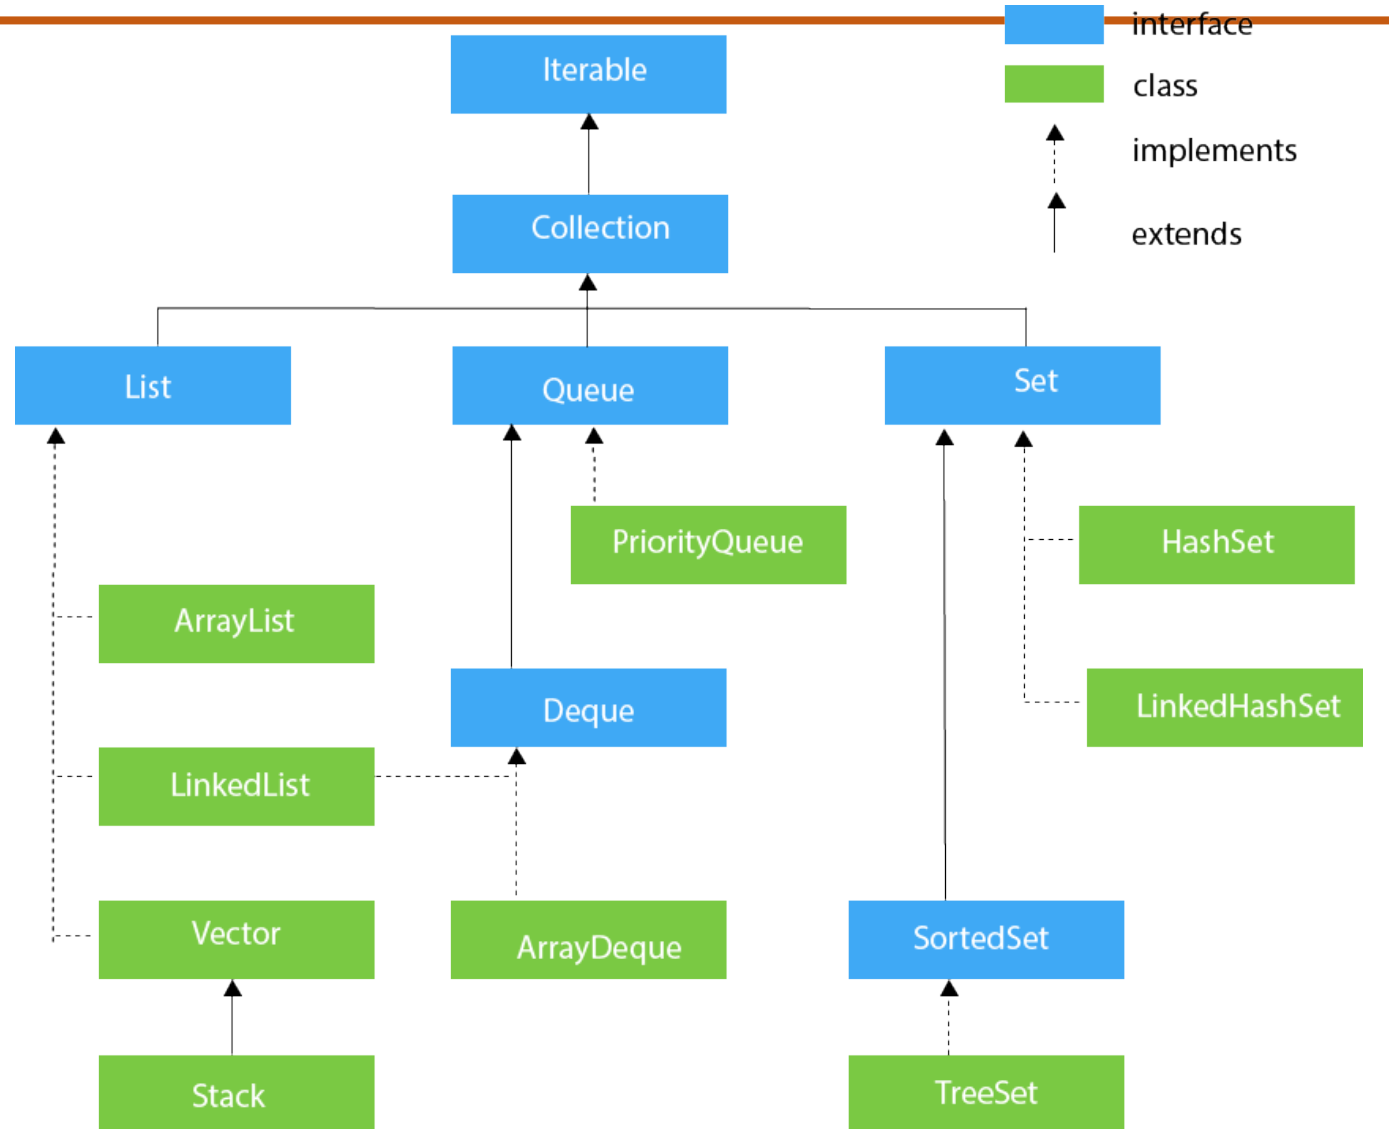 interface
Iterable
class
implements
Collection
extends
List
Queue
Set
PriorityQueue
HashSet
ArrayList
Deque
LinkedHashSet
LinkedList
Vector
ArrayDeque
SortedSet
Stack
TreeSet